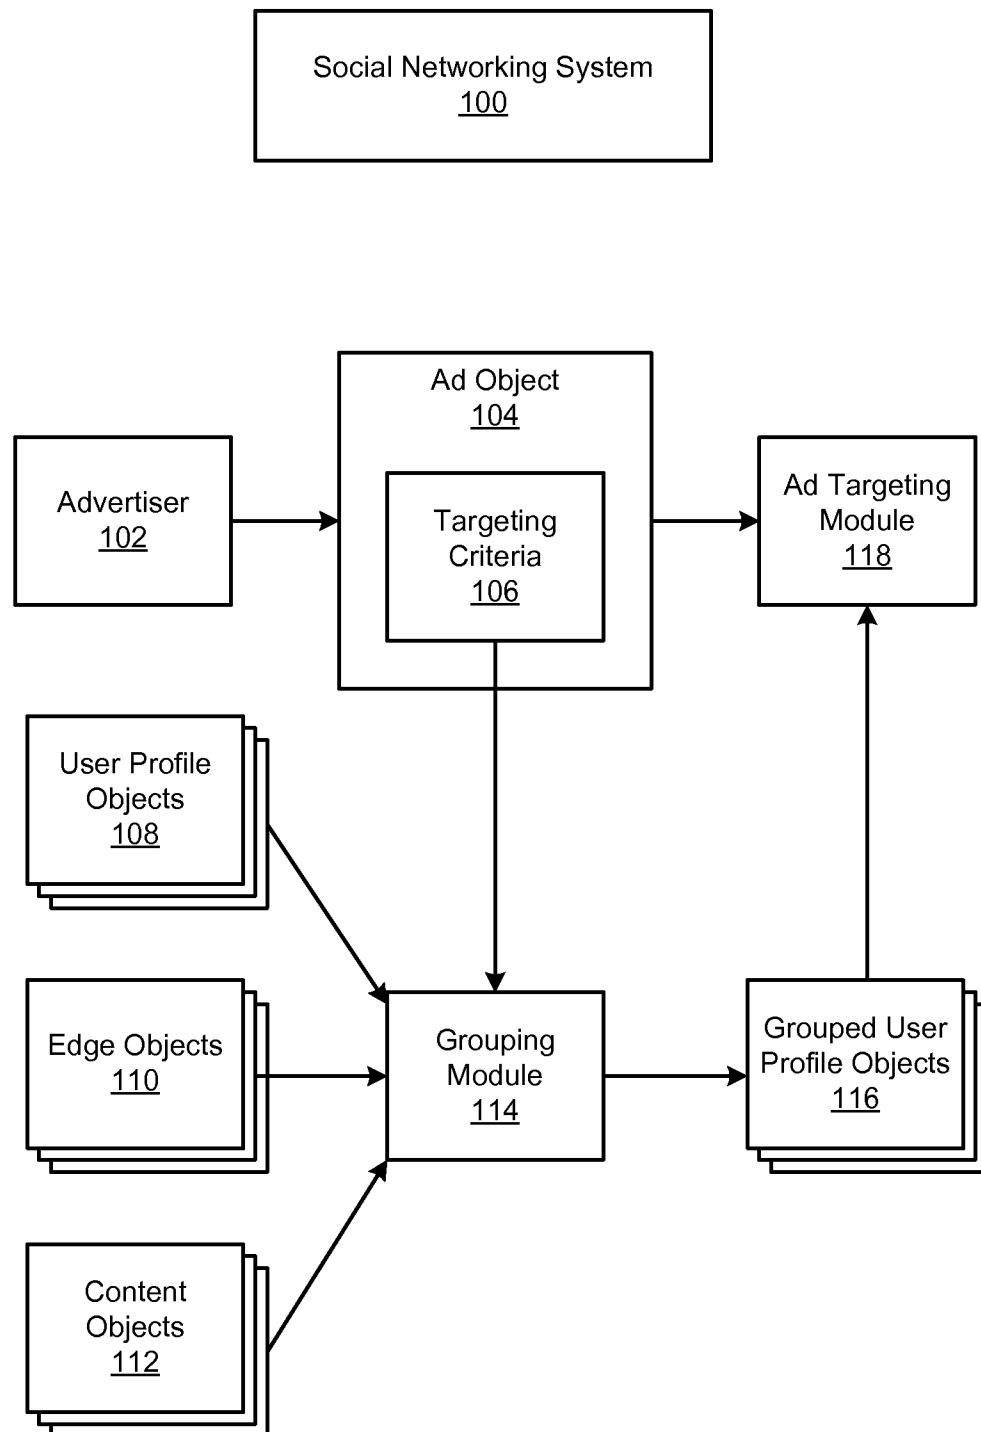 Social Networking System
100
Ad Object
104
Advertiser
102
Targeting
Criteria
106
Ad Targeting
Module
118
User Profile
Objects
108
Edge Objects
110
Grouping
Module
114
Grouped User
Profile Objects
116
Content
Objects
112